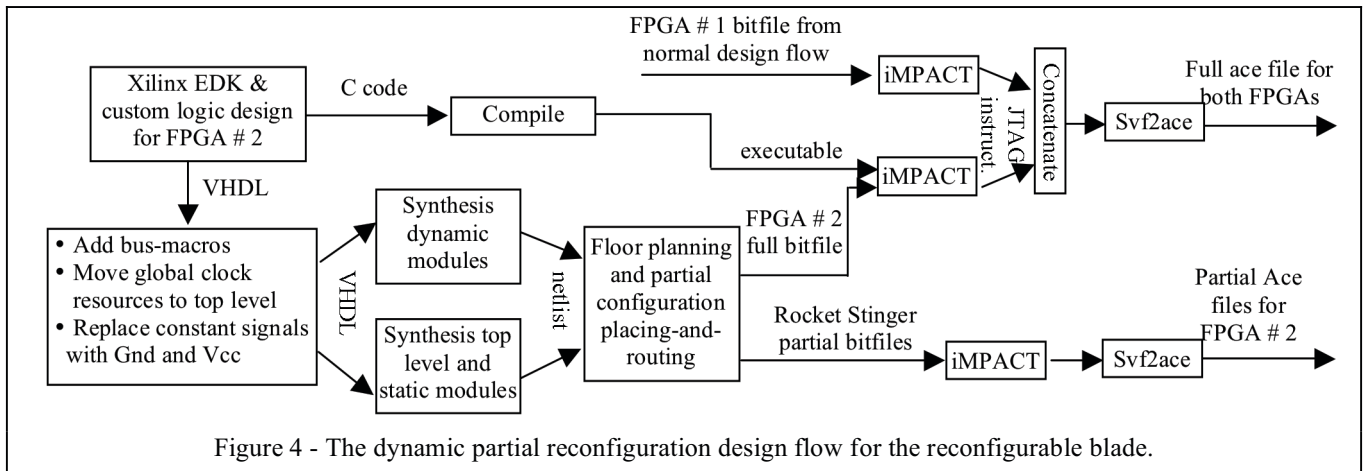 FPGA # 1 bitfile from
normal design flow
iMPACT
Concatenate
Full ace file for
both FPGAs
Xilinx EDK &
custom logic design
for FPGA # 2
C code
Compile
JTAG
instruct.
Svf2ace
executable
iMPACT
VHDL
• Add bus-macros
• Move global clock
resources to top level
• Replace constant signals
with Gnd and Vcc
VHDL
Synthesis
dynamic
modules
Synthesis top
level and
static modules
netlist
Floor planning
and partial
configuration
placing-and-
routing
FPGA # 2
full bitfile
Rocket Stinger
partial bitfiles
iMPACT
Svf2ace
Partial Ace
files for
FPGA # 2
Figure 4 - The dynamic partial reconfiguration design flow for the reconfigurable blade.